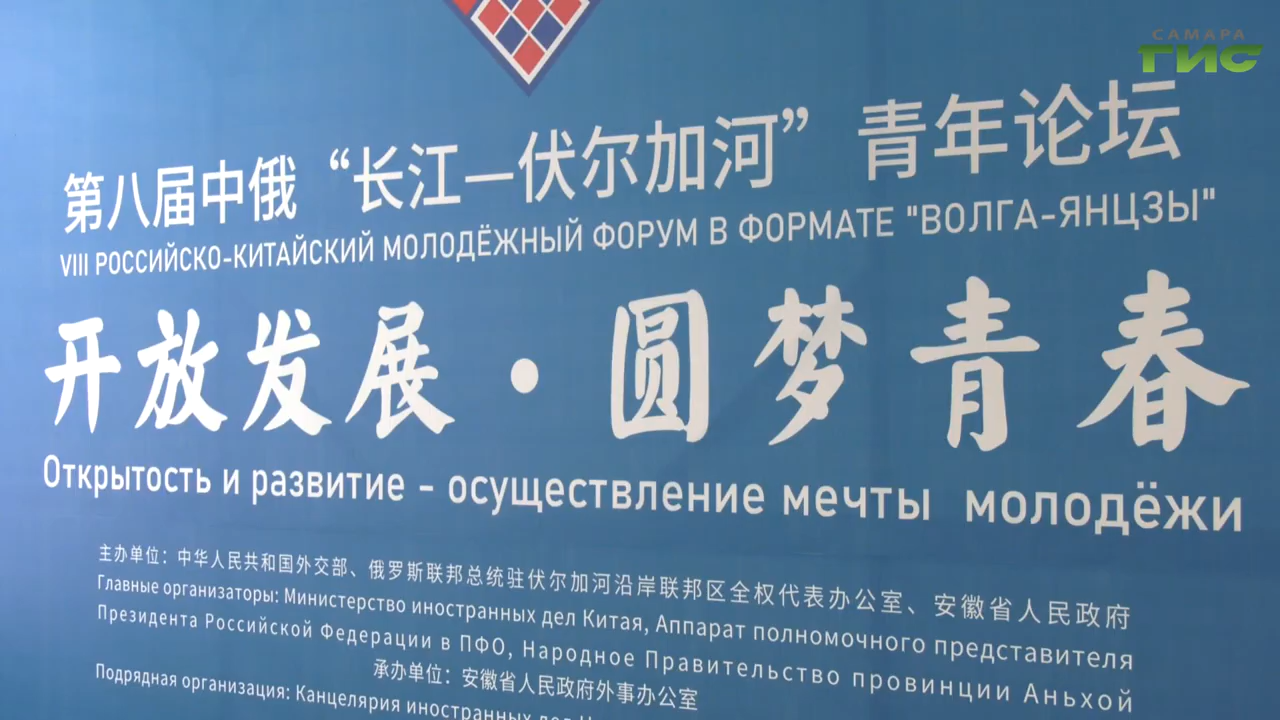 САМАРА
ГИС
第八届中俄“长江—伏尔加河”青年论坛
VIII РОССИЙСКО-КИТАЙСКИЙ МОЛОДЁЖНЫЙ ФОРУМ В ФОРМАТЕ "ВОЛГА-ЯНЦЗЫ"
开放发展·圆梦青春
Открытость и развитие - осуществление мечты молодёжи
主办单位：中华人民共和国外交部、俄罗斯联邦总统驻伏尔加河沿岸联邦区全权代表办公室、安徽省人民政府
Главные организаторы: Министерство иностранных дел Китая, Аппарат полномочного представителя
Президента Российской Федерации в ПФО, Народное Правительство провинции Аньхой
承办单位：安徽省人民政府外事办公室
Подрядная организация: Канцелярия иностранных дел